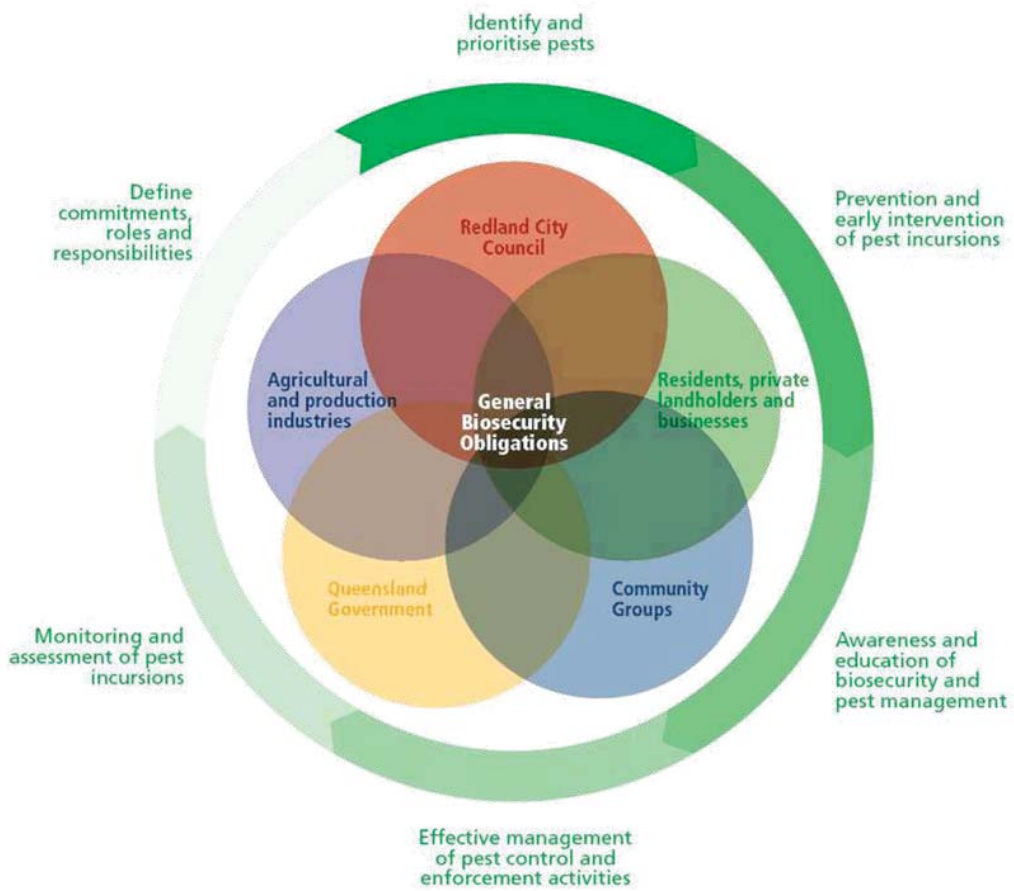 Identify and
prioritise pests
Define
commitments,
roles and
responsibilities
Prevention and
early intervention
of pest incursions
Redland City
Council
Agricultural
and production
industries
General
Biosecurity
Obligations
Residents, private
landholders and
businesses
Queensland
Government
Community
Groups
Monitoring and
assessment of pest
incursions
Awareness and
education of
biosecurity and
pest management
Effective management
of pest control and
enforcement activities